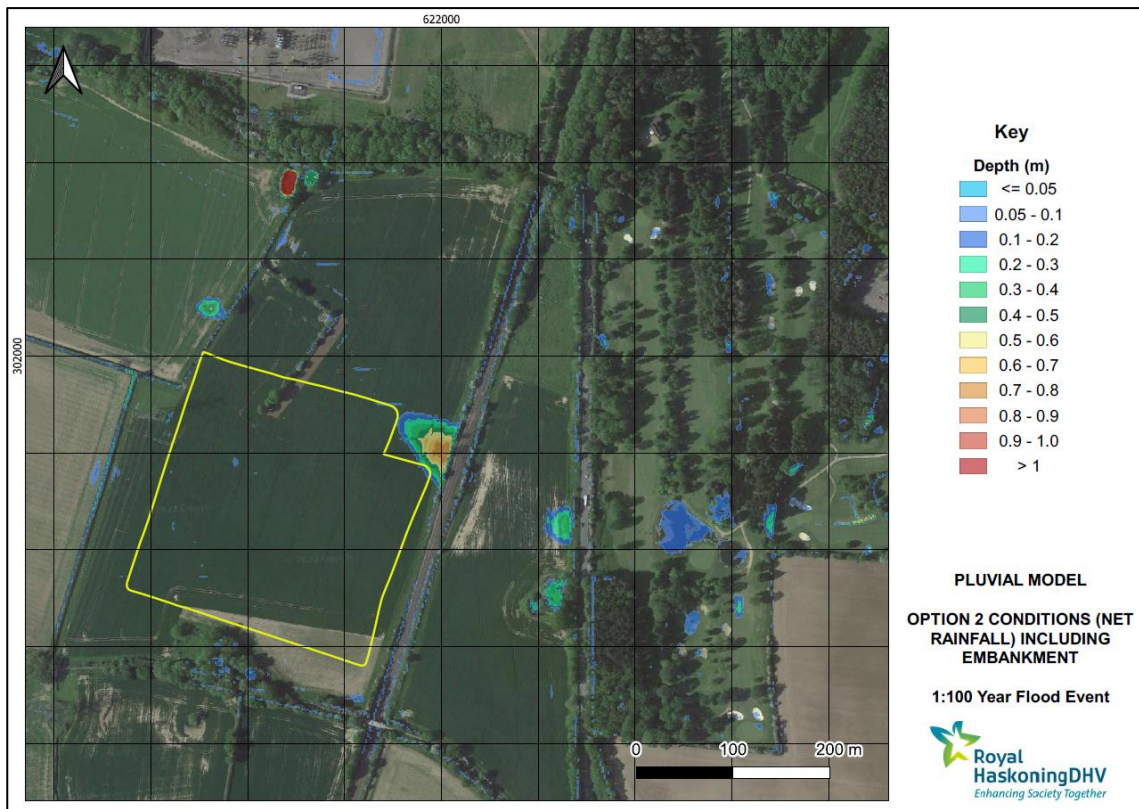 622000
302000
Key
Depth (m)
<= 0.05
0.05 - 0.1
0.1 - 0.2
0.2 - 0.3
0.3 - 0.4
0.4 - 0.5
0.5 - 0.6
0.6 - 0.7
0.7 - 0.8
0.8 - 0.9
0.9 - 1.0
> 1
PLUVIAL MODEL
OPTION 2 CONDITIONS (NET
RAINFALL) INCLUDING
EMBANKMENT
1:100 Year Flood Event
0 100 200 m
Royal
HaskoningDHV
Enhancing Society Together